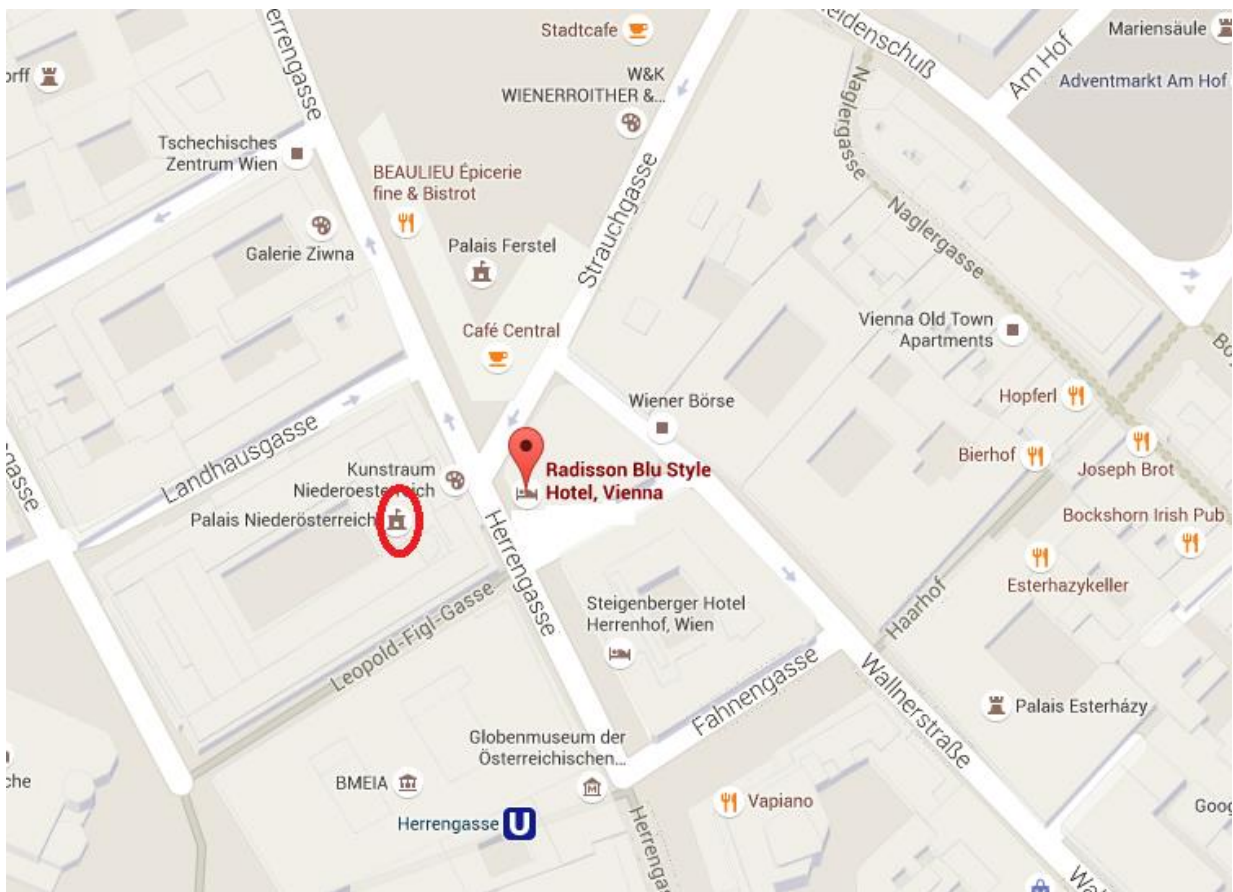 Herrengasse
Stadtcafe
Mariensäule
Am Hof
W&K
WIENERROITHER &...
Adventmarkt Am Hof
Naglergasse
Tschechisches
Zentrum Wien
BEAULIEU Épicerie
fine & Bistrot
Strauchgasse
Naglergasse
Galerie Ziwna
Palais Ferstel
Vienna Old Town
Apartments
Café Central
Wiener Börse
Hopferl
Landhausgasse
Bierhof
Joseph Brot
Kunstraum
Niederoesterreich
Radisson Blu Style
Hotel, Vienna
Palais Niederösterreich
Bockshorn Irish Pub
Herrengasse
Esterhazykeller
Leopold-Figl-Gasse
Steigenberger Hotel
Herrenhof, Wien
Haarhof
Fahnengasse
Wallnerstraße
Palais Esterházy
Globenmuseum der
Österreichischen...
BMEIA
Vapiano
Herrengasse U